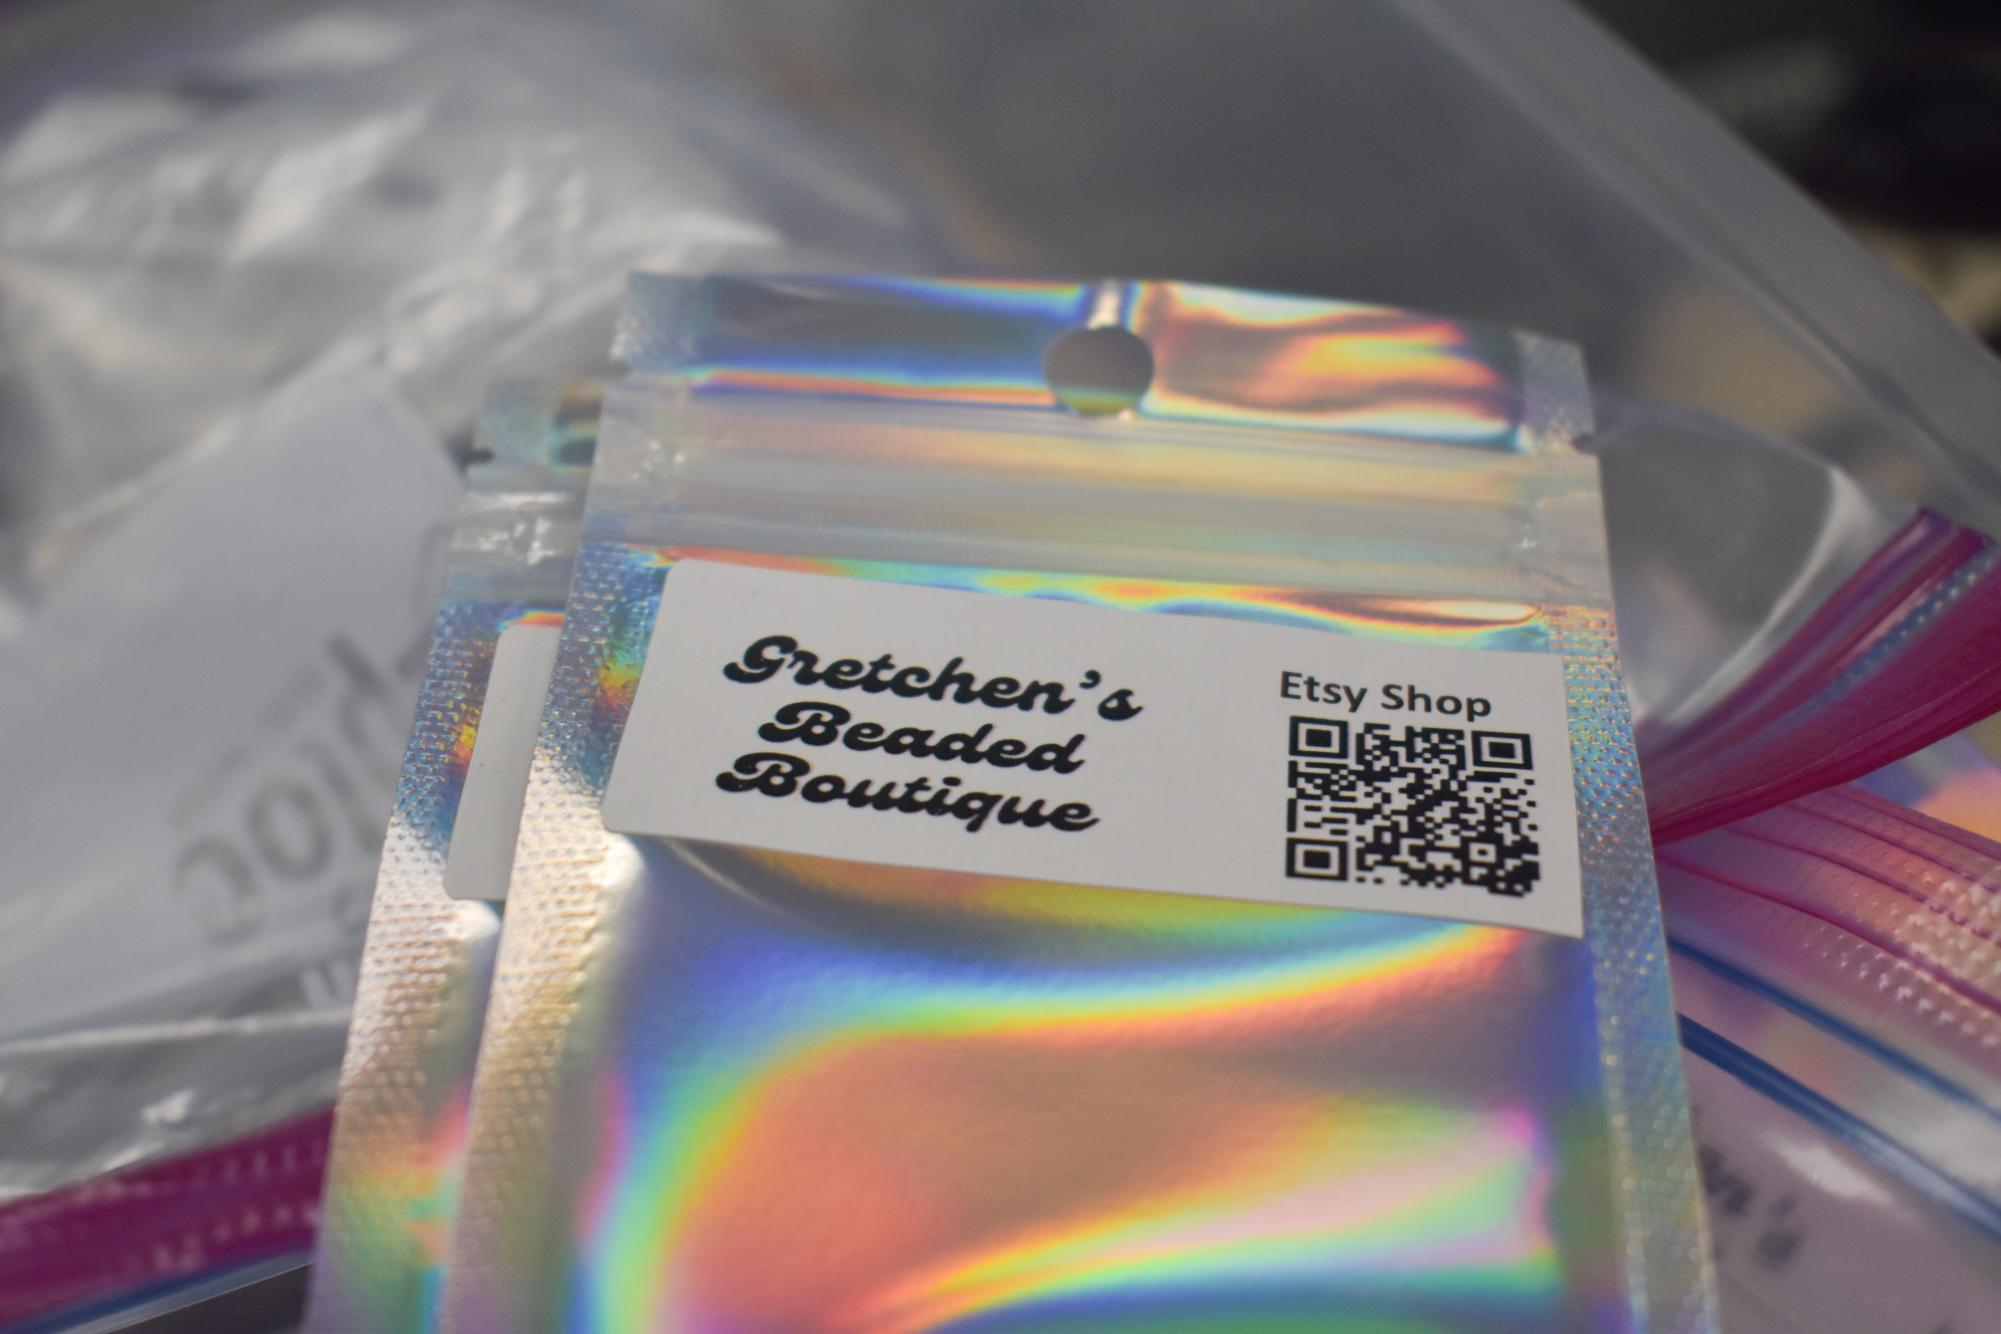 Gretchen's
Beaded
Boutique
Etsy Shop